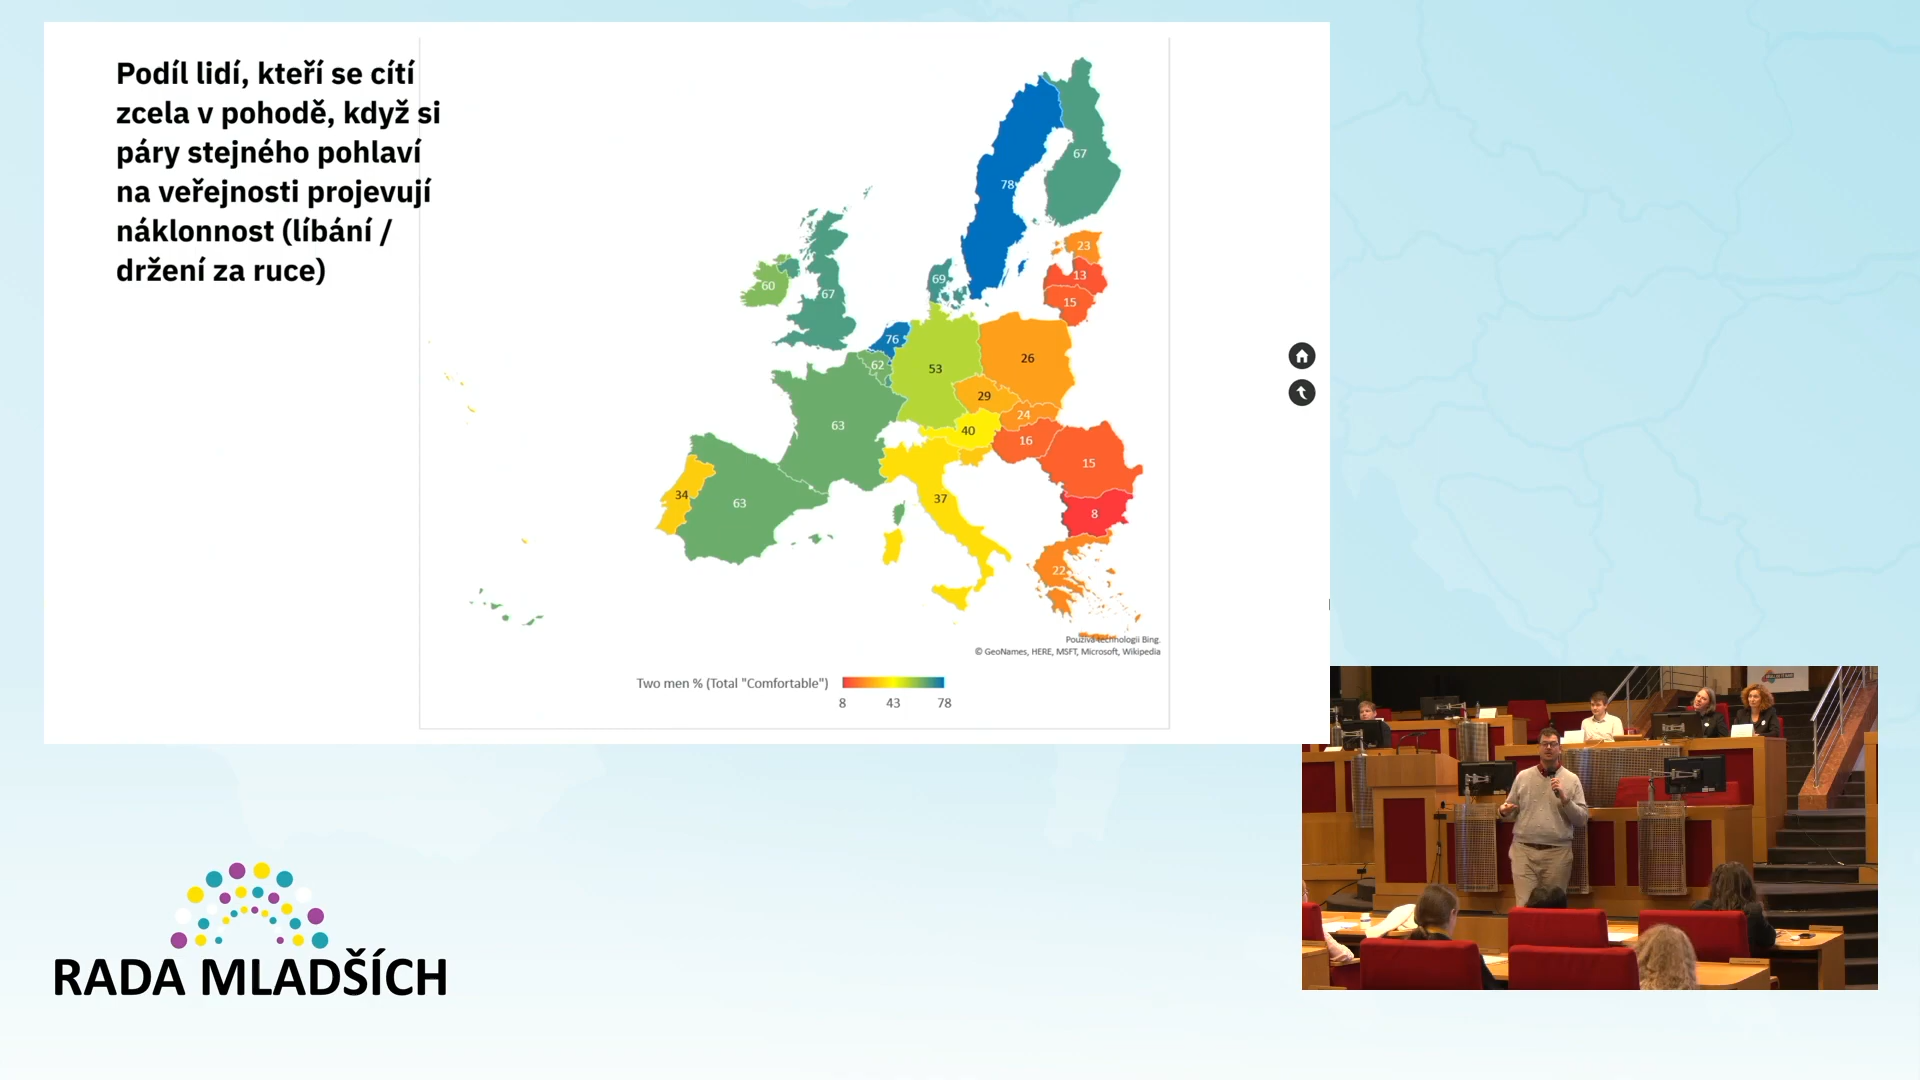 Podíl lidí, kteří se cítí
zcela v pohodě, když si
páry stejného pohlaví
na veřejnosti projevují
náklonnost (líbání /
držení za ruce)
67
78
23
13
15
60
67
69
76
62
53
26
29
24
40
16
15
63
37
34
63
8
22
Používá technologii Bing.
© GeoNames, HERE, MSFT, Microsoft, Wikipedia
Two men % (Total "Comfortable")
8 43 78
RADA MLADŠÍCH